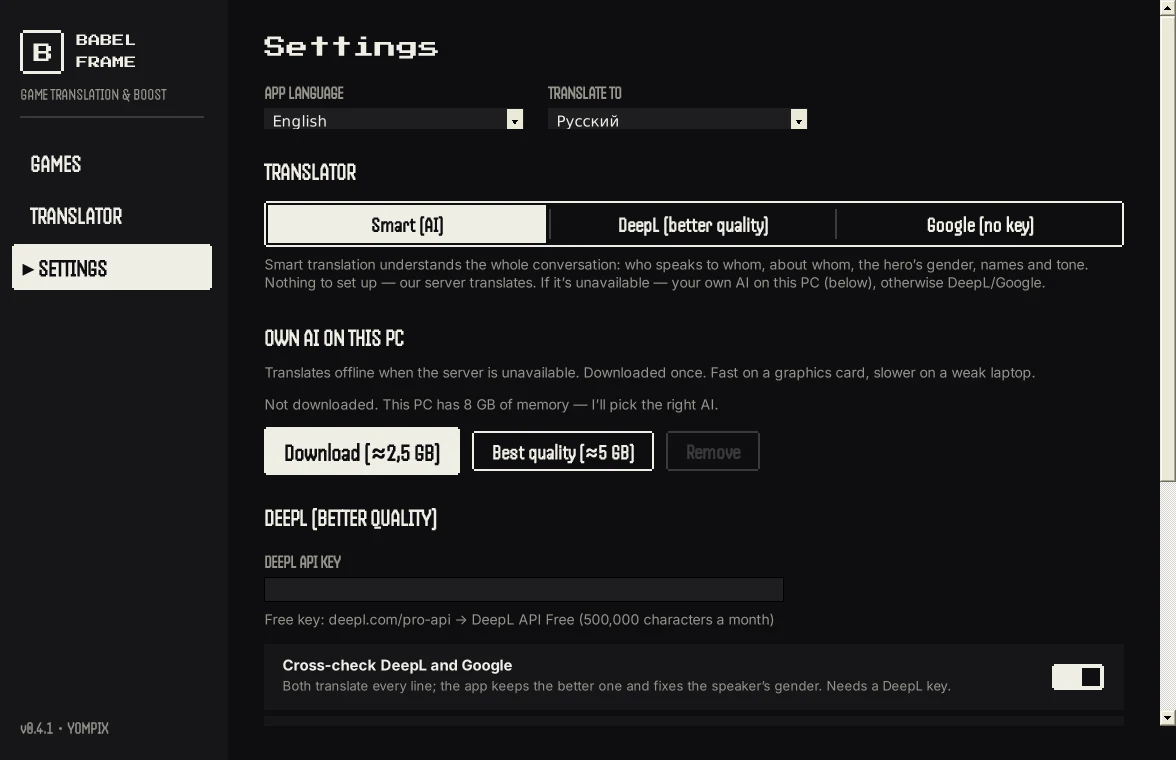 B
BABEL
FRAME
GAME TRANSLATION & BOOST
GAMES
TRANSLATOR
▶ SETTINGS
v0.4.1 · YOMPIX
Settings
APP LANGUAGE
TRANSLATE TO
English
Русский
TRANSLATOR
Smart (AI)
DeepL (better quality)
Google (no key)
Smart translation understands the whole conversation: who speaks to whom, about whom, the hero’s gender, names and tone.
Nothing to set up — our server translates. If it’s unavailable — your own AI on this PC (below), otherwise DeepL/Google.
OWN AI ON THIS PC
Translates offline when the server is unavailable. Downloaded once. Fast on a graphics card, slower on a weak laptop.
Not downloaded. This PC has 8 GB of memory — I’ll pick the right AI.
Download (≈2,5 GB)
Best quality (≈5 GB)
Remove
DEEPL (BETTER QUALITY)
DEEPL API KEY
Free key: deepl.com/pro-api → DeepL API Free (500,000 characters a month)
Cross-check DeepL and Google
Both translate every line; the app keeps the better one and fixes the speaker’s gender. Needs a DeepL key.